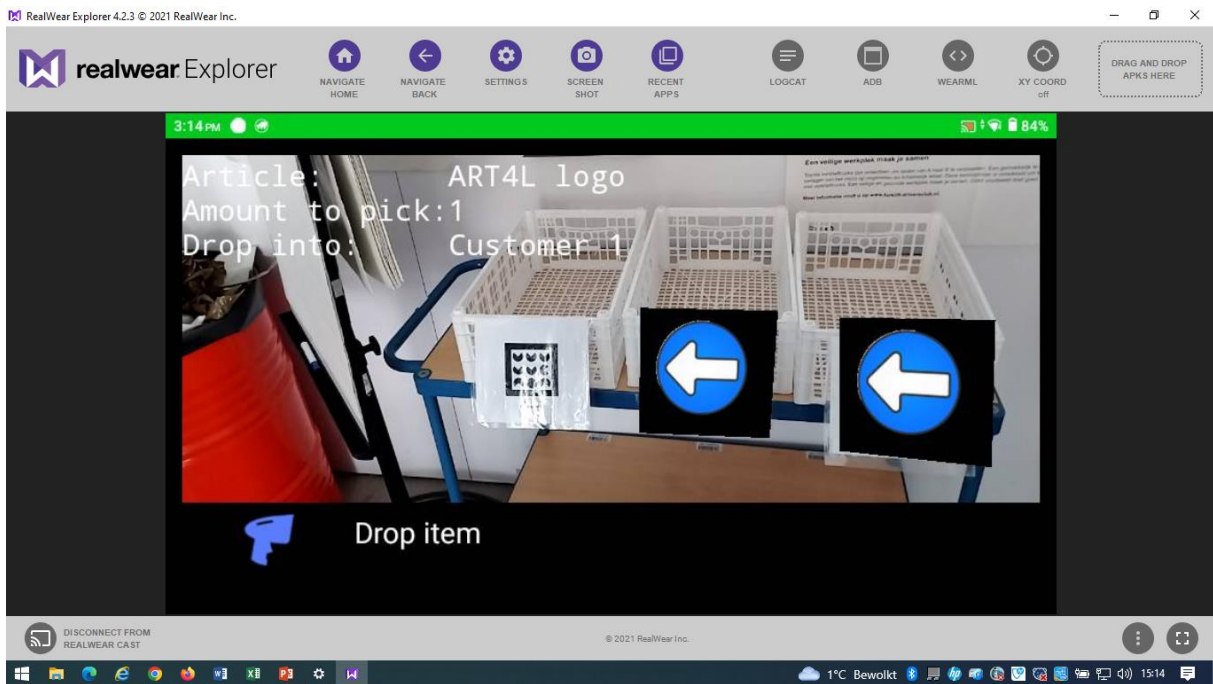 RealWear Explorer 4.2.3 © 2021 RealWear Inc.
realwear Explorer
NAVIGATE HOME
NAVIGATE BACK
SETTINGS
SCREEN SHOT
RECENT APPS
LOGCAT
ADB
WEARML
XY COORD off
DRAG AND DROP APKS HERE
3:14 PM
84%
Een veilige werkplek maak je samen
Article: ART4L logo
Amount to pick:1
Drop into: Customer 1
Drop item
DISCONNECT FROM
REALWEAR CAST
© 2021 RealWear Inc.
1°C Bewolkt
15:14